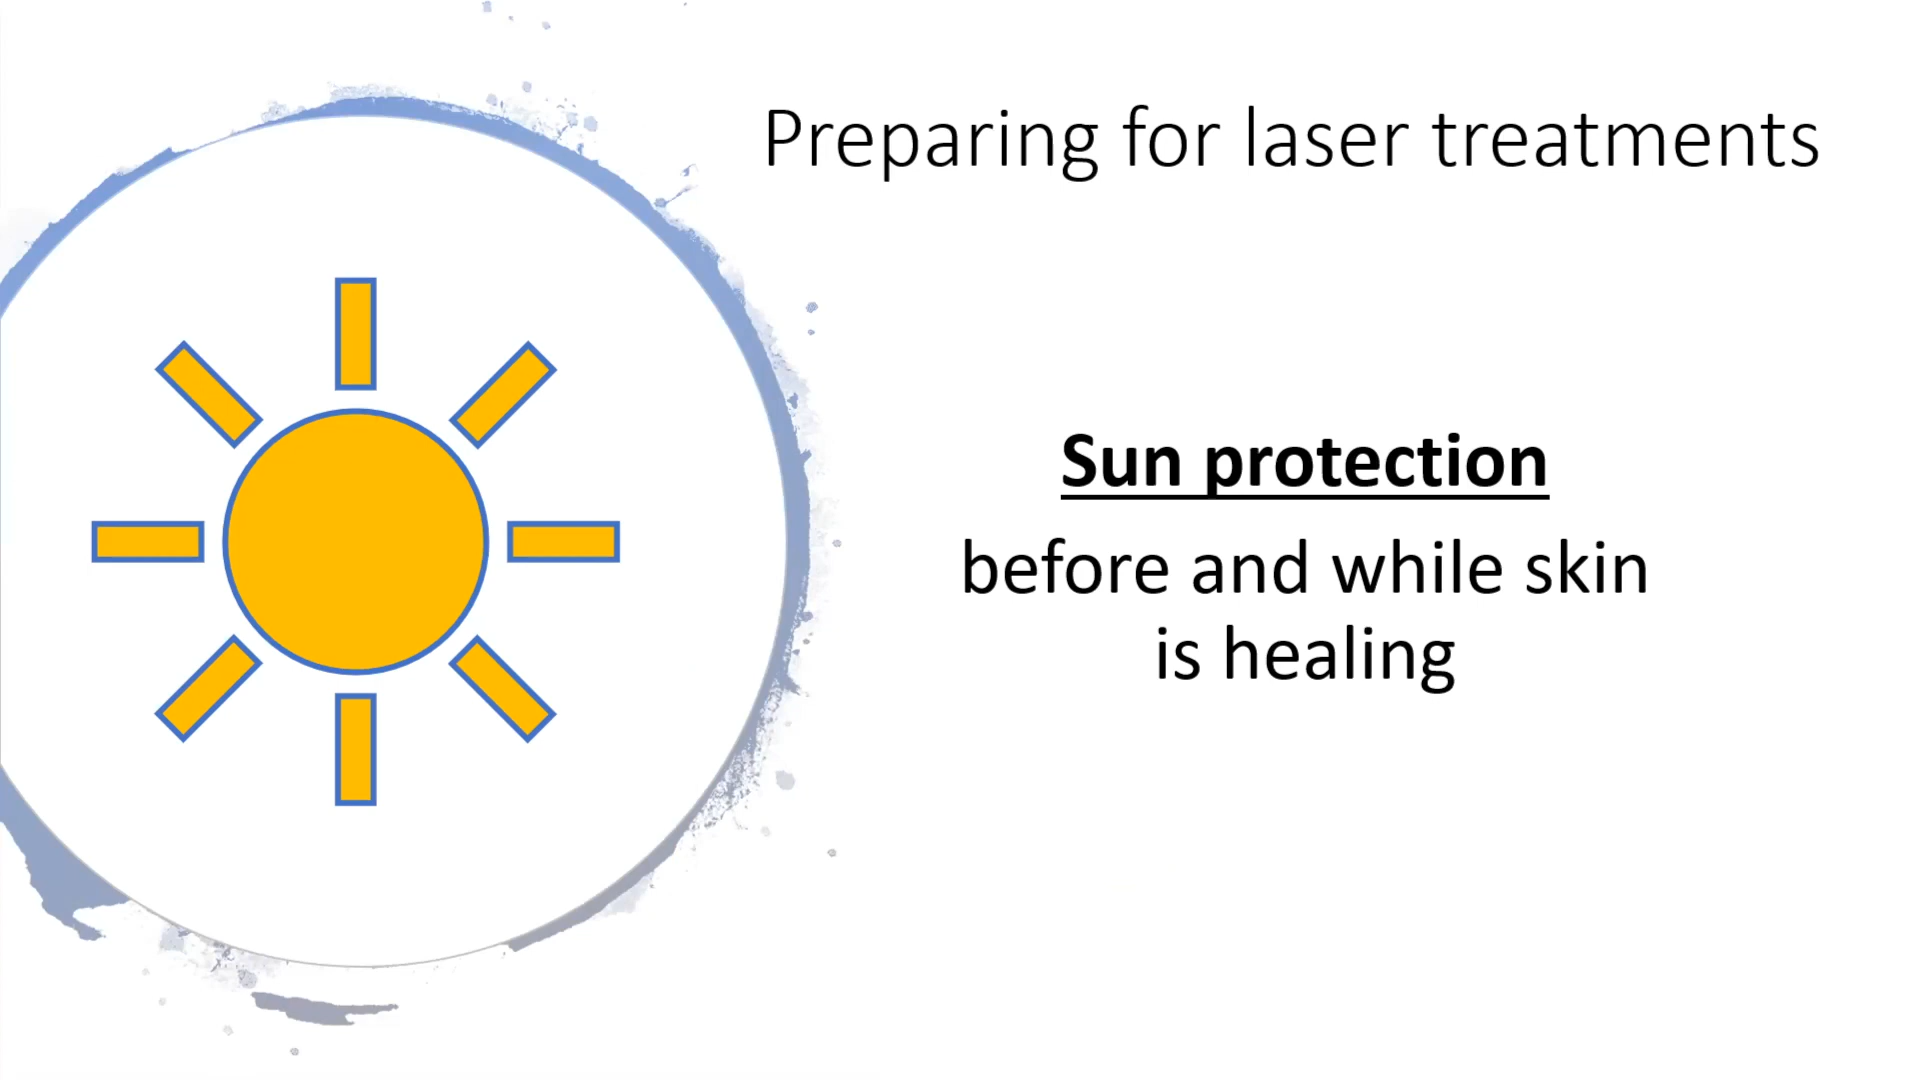 Preparing for laser treatments
Sun protection
before and while skin
is healing